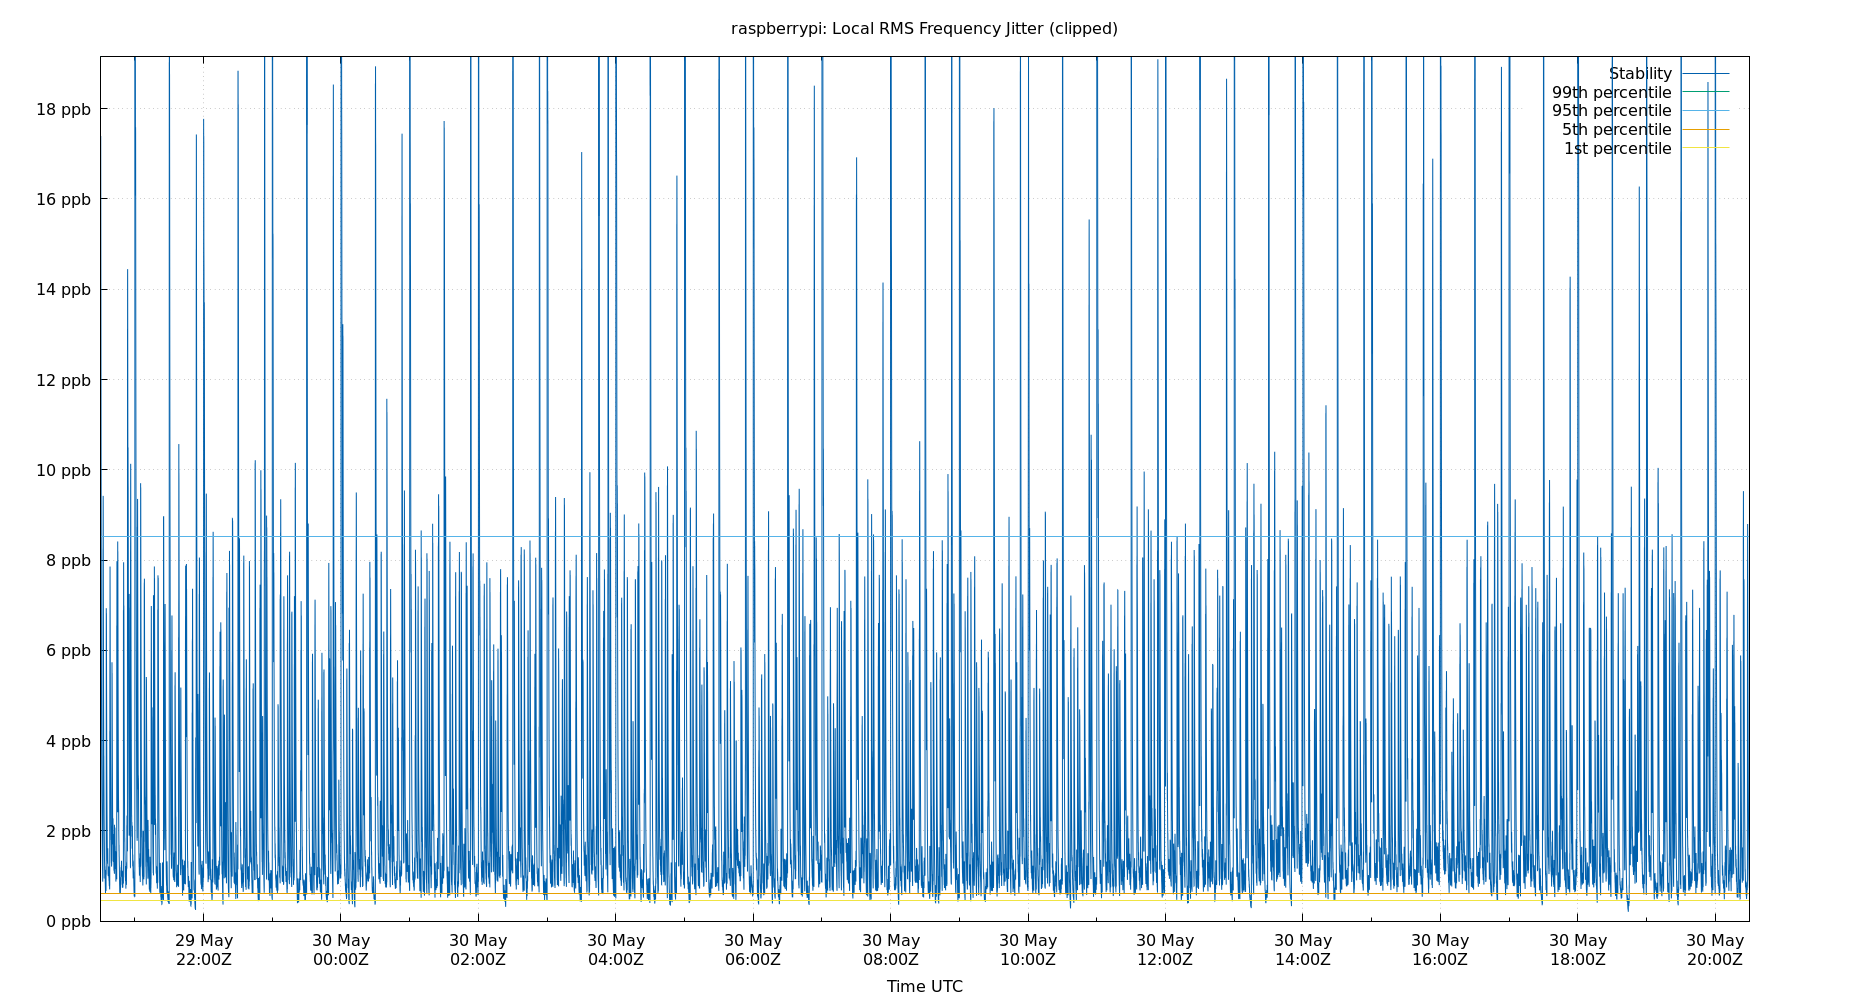 raspberrypi: Local RMS Frequency Jitter (clipped)
Stability
99th percentile
95th percentile
5th percentile
1st percentile
18 ppb
16 ppb
14 ppb
12 ppb
10 ppb
8 ppb
6 ppb
4 ppb
2 ppb
0 ppb
29 May 30 May 30 May 30 May 30 May 30 May 30 May 30 May 30 May 30 May 30 May 30 May
22:00Z 00:00Z 02:00Z 04:00Z 06:00Z 08:00Z 10:00Z 12:00Z 14:00Z 16:00Z 18:00Z 20:00Z
Time UTC